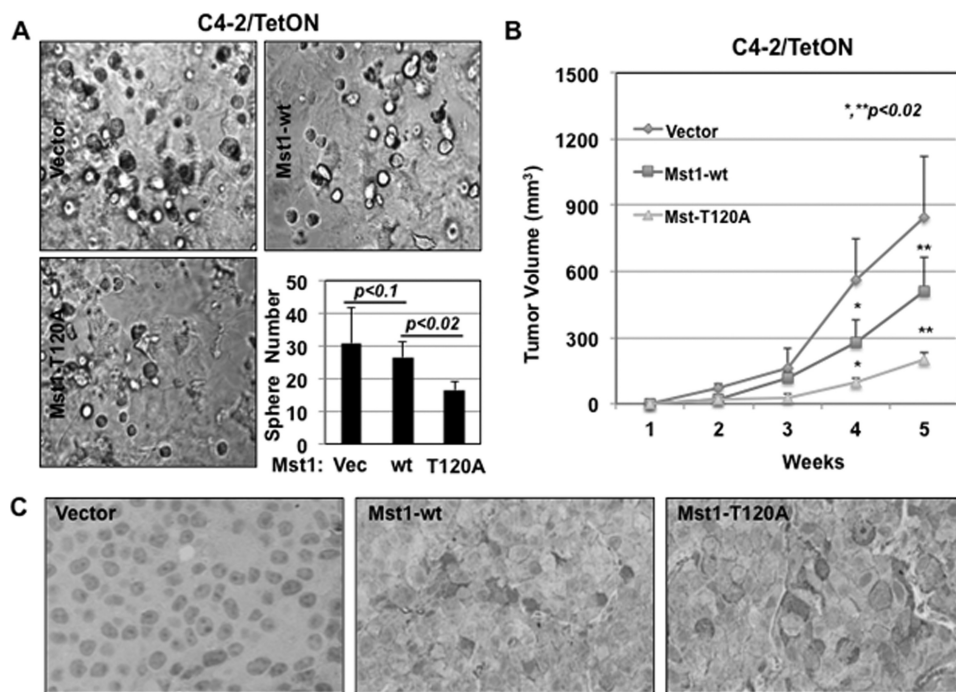 A
C4-2/TetON
Vector
Mst1-wt
Mst1-T120A
Sphere Number
50
40
30
20
10
0
p<0.1
p<0.02
Mst1: Vec wt T120A
B
C4-2/TetON
Tumor Volume (mm³)
1500
1200
900
600
300
0
*,**p<0.02
Vector
Mst1-wt
Mst-T120A
*
*
**
**
1 2 3 4 5
Weeks
C
Vector
Mst1-wt
Mst1-T120A